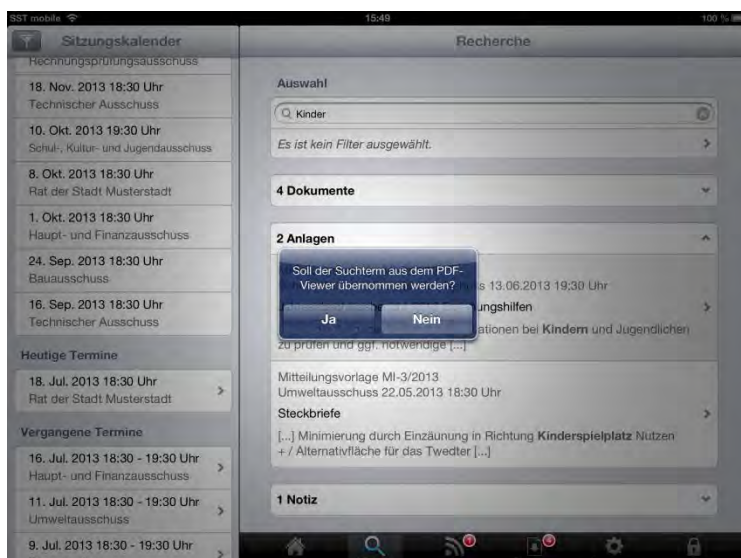 SST mobile
15:49
100 %
Sitzungskalender
Rechnungsprüfungsausschuss
18. Nov. 2013 18:30 Uhr
Technischer Ausschuss
10. Okt. 2013 19:30 Uhr
Schul-, Kultur- und Jugendausschuss
8. Okt. 2013 18:30 Uhr
Rat der Stadt Musterstadt
1. Okt. 2013 18:30 Uhr
Haupt- und Finanzausschuss
24. Sep. 2013 18:30 Uhr
Bauausschuss
16. Sep. 2013 18:30 Uhr
Technischer Ausschuss
Heutige Termine
18. Jul. 2013 18:30 Uhr
Rat der Stadt Musterstadt
Vergangene Termine
16. Jul. 2013 18:30 - 19:30 Uhr
Haupt- und Finanzausschuss
11. Jul. 2013 18:30 - 19:30 Uhr
Umweltausschuss
9. Jul. 2013 18:30 - 19:30 Uhr
Recherche
Auswahl
Kinder
Es ist kein Filter ausgewählt.
4 Dokumente
2 Anlagen
Soll der Suchterm aus dem PDF-
Viewer übernommen werden?
Ja Nein
13.06.2013 19:30 Uhr
ungshilfen
ationen bei Kindern und Jugendlichen
zu prüfen und ggf. notwendige [...]
Mitteilungsvorlage MI-3/2013
Umweltausschuss 22.05.2013 18:30 Uhr
Steckbriefe
[...] Minimierung durch Einzäunung in Richtung Kinderspielplatz Nutzen
+ / Alternativfläche für das Twedter [...]
1 Notiz